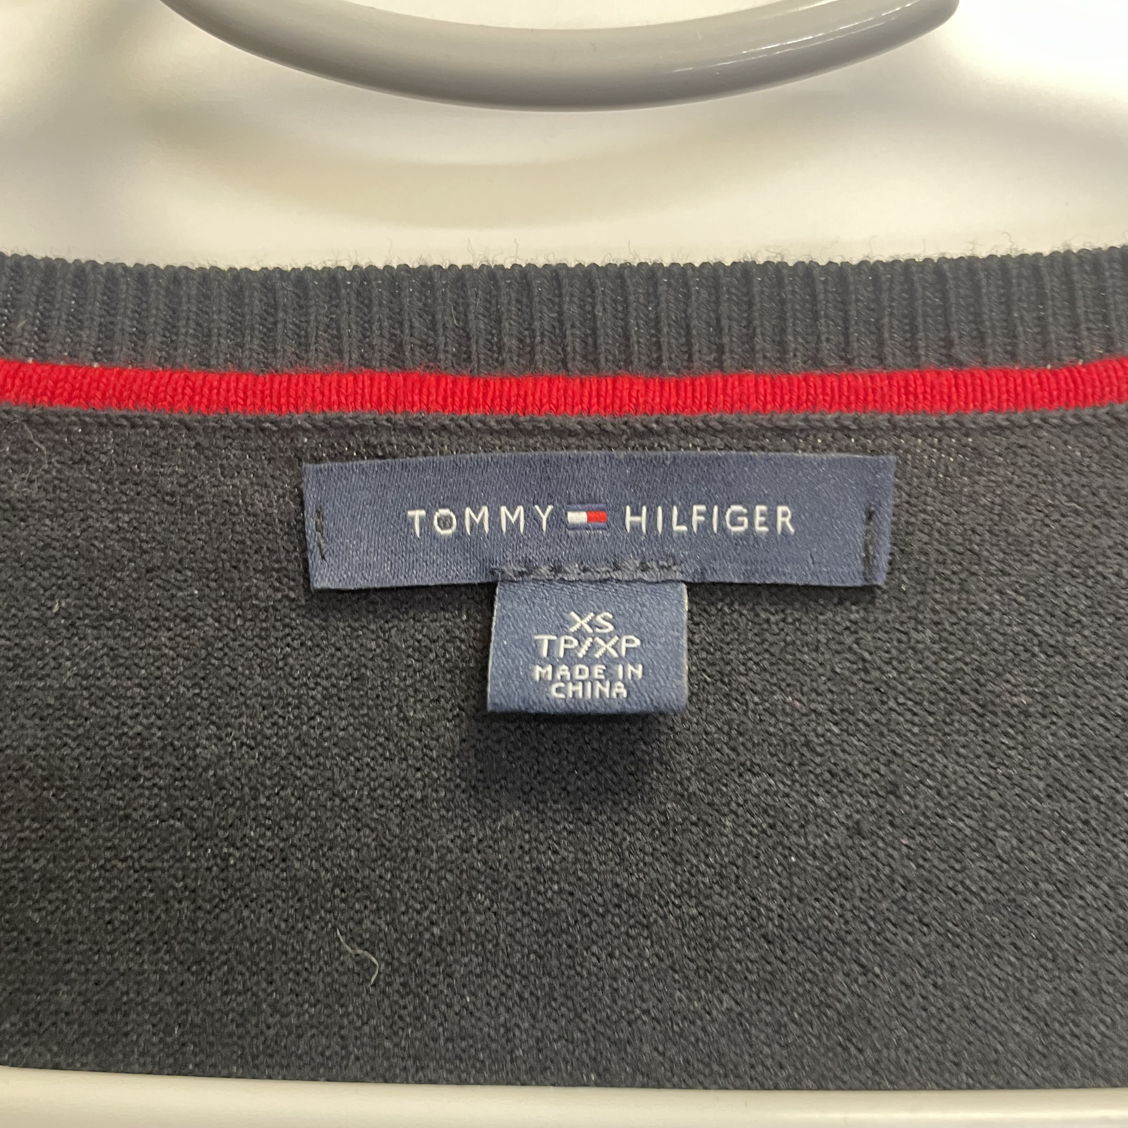 TOMMY HILFIGER
XS
TP/XP
MADE IN
CHINA